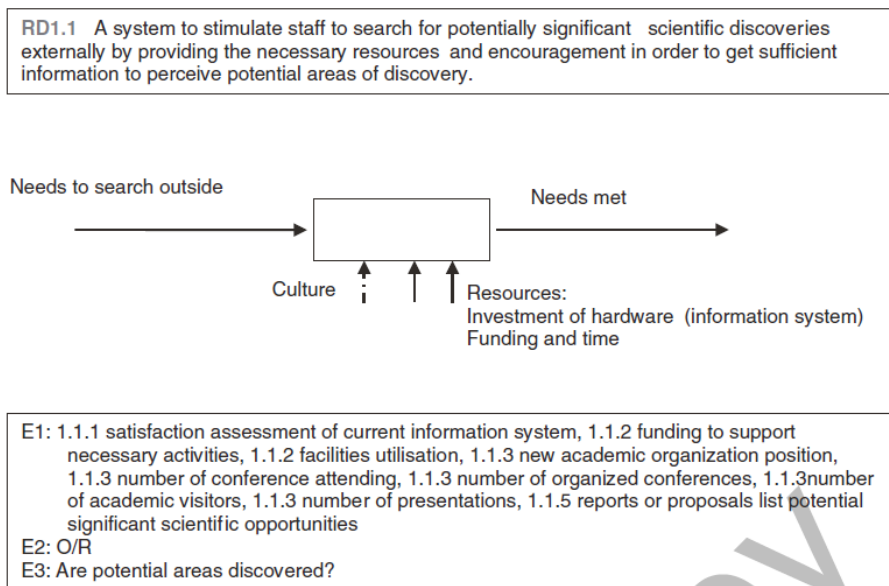 RD1.1 A system to stimulate staff to search for potentially significant scientific discoveries
externally by providing the necessary resources and encouragement in order to get sufficient
information to perceive potential areas of discovery.
Needs to search outside
Needs met
Culture
Resources:
Investment of hardware (information system)
Funding and time
E1: 1.1.1 satisfaction assessment of current information system, 1.1.2 funding to support
necessary activities, 1.1.2 facilities utilisation, 1.1.3 new academic organization position,
1.1.3 number of conference attending, 1.1.3 number of organized conferences, 1.1.3number
of academic visitors, 1.1.3 number of presentations, 1.1.5 reports or proposals list potential
significant scientific opportunities
E2: O/R
E3: Are potential areas discovered?